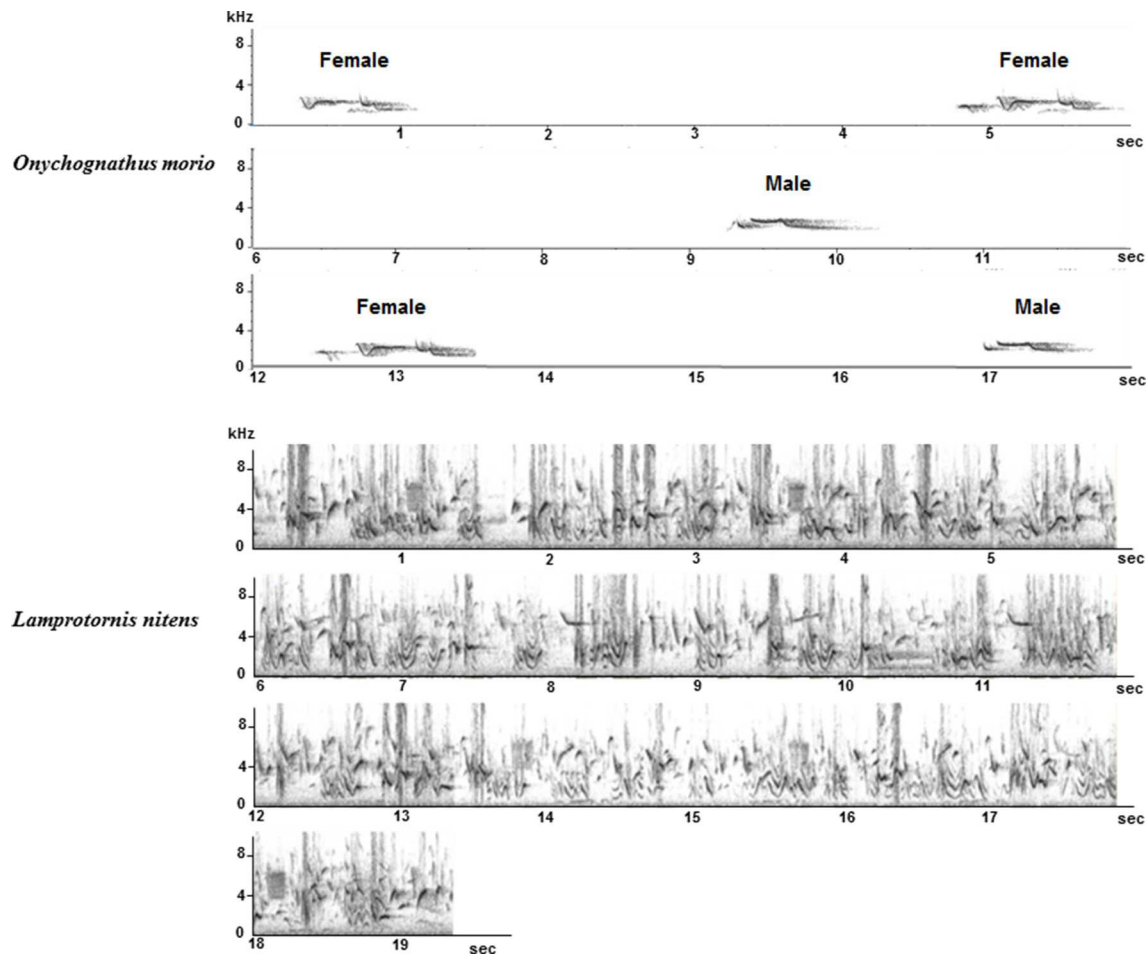 kHz
8
Female Female
4
0
1 2 3 4 5
sec
Onychognathus morio
8
Male
4
0
6 7 8 9 10 11 sec
8
Female Male
4
0
12 13 14 15 16 17 sec
kHz
8
4
0
1 2 3 4 5 sec
8
Lamprotornis nitens
4
0
6 7 8 9 10 11 sec
8
4
0
12 13 14 15 16 17 sec
8
4
0
18 19 sec